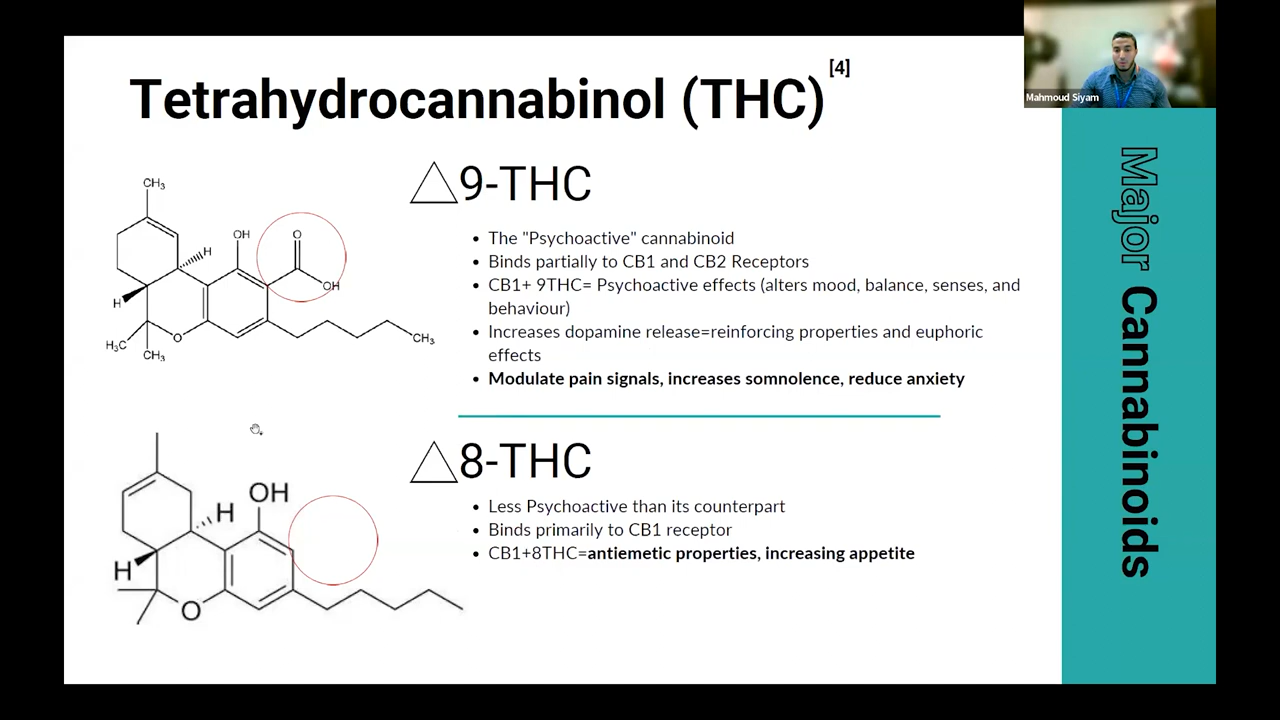 Tetrahydrocannabinol (THC) [4]
Mahmoud Siyam
Major Cannabinoids
△9-THC
CH₃
OH
O
H
OH
H
H₃C
CH₃
O
CH₃
• The "Psychoactive" cannabinoid
• Binds partially to CB1 and CB2 Receptors
• CB1+ 9THC= Psychoactive effects (alters mood, balance, senses, and
behaviour)
• Increases dopamine release=reinforcing properties and euphoric
effects
• Modulate pain signals, increases somnolence, reduce anxiety
△8-THC
OH
H
H
O
• Less Psychoactive than its counterpart
• Binds primarily to CB1 receptor
• CB1+8THC=antiemetic properties, increasing appetite